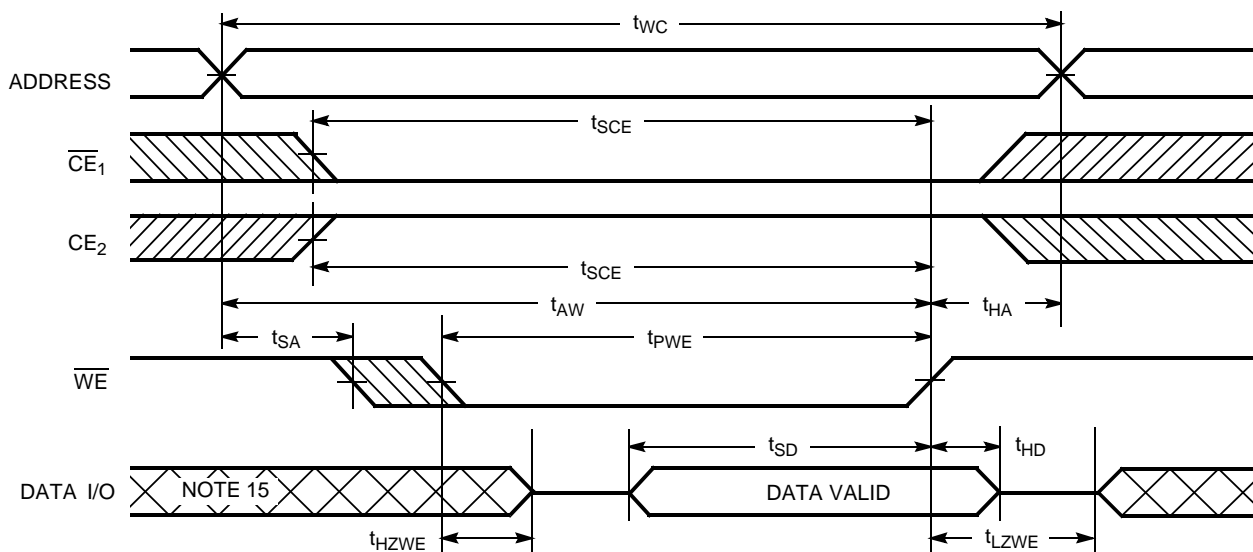 tWC
ADDRESS
tSCE
CE1
CE2
tSCE
tAW
tHA
tSA
tPWE
WE
tSD
tHD
DATA I/O
NOTE 15
DATA VALID
tHZWE
tLZWE